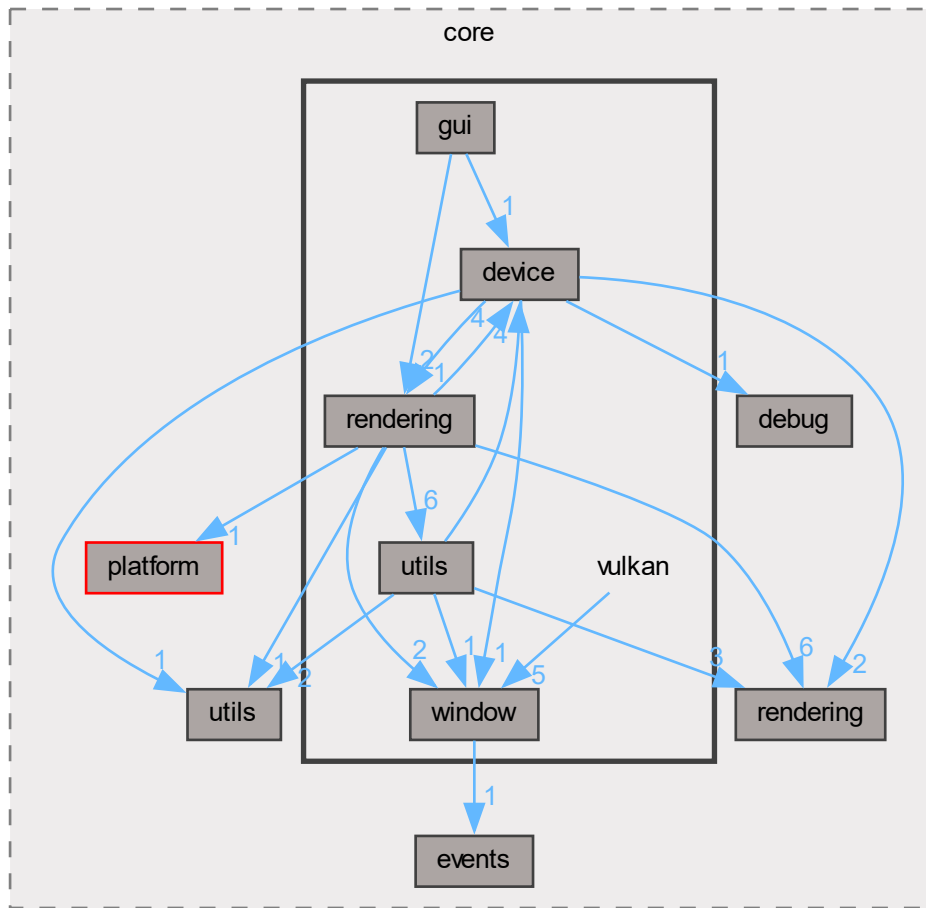 core
gui
1
device
4
4
2
1
1
rendering
debug
6
platform
1
utils
vulkan
1
1
2
2
1
1
5
3
6
2
utils
window
rendering
1
events